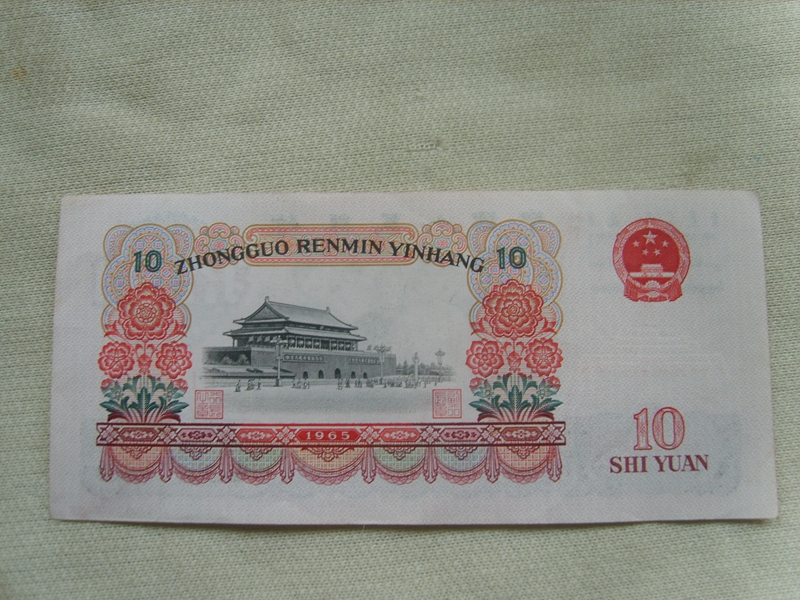 10 ZHONGGUO RENMIN YINHANG 10
1965
10
SHI YUAN